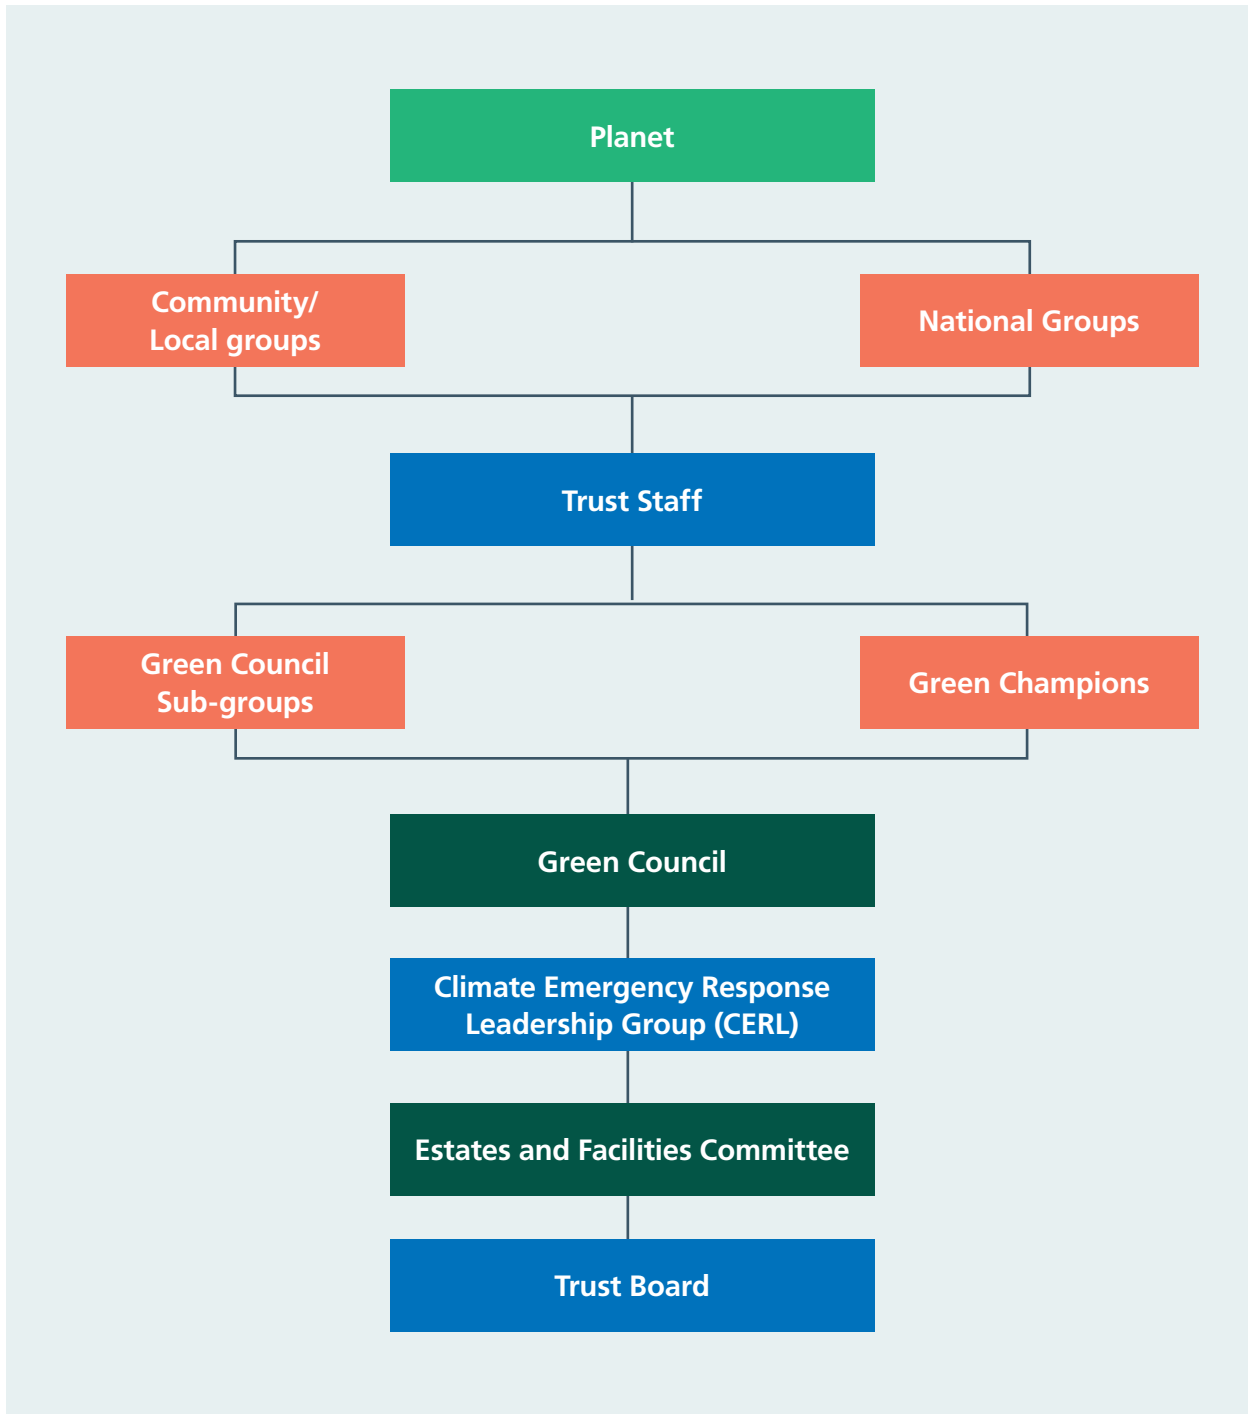 Planet
Community/
Local groups
National Groups
Trust Staff
Green Council
Sub-groups
Green Champions
Green Council
Climate Emergency Response
Leadership Group (CERL)
Estates and Facilities Committee
Trust Board